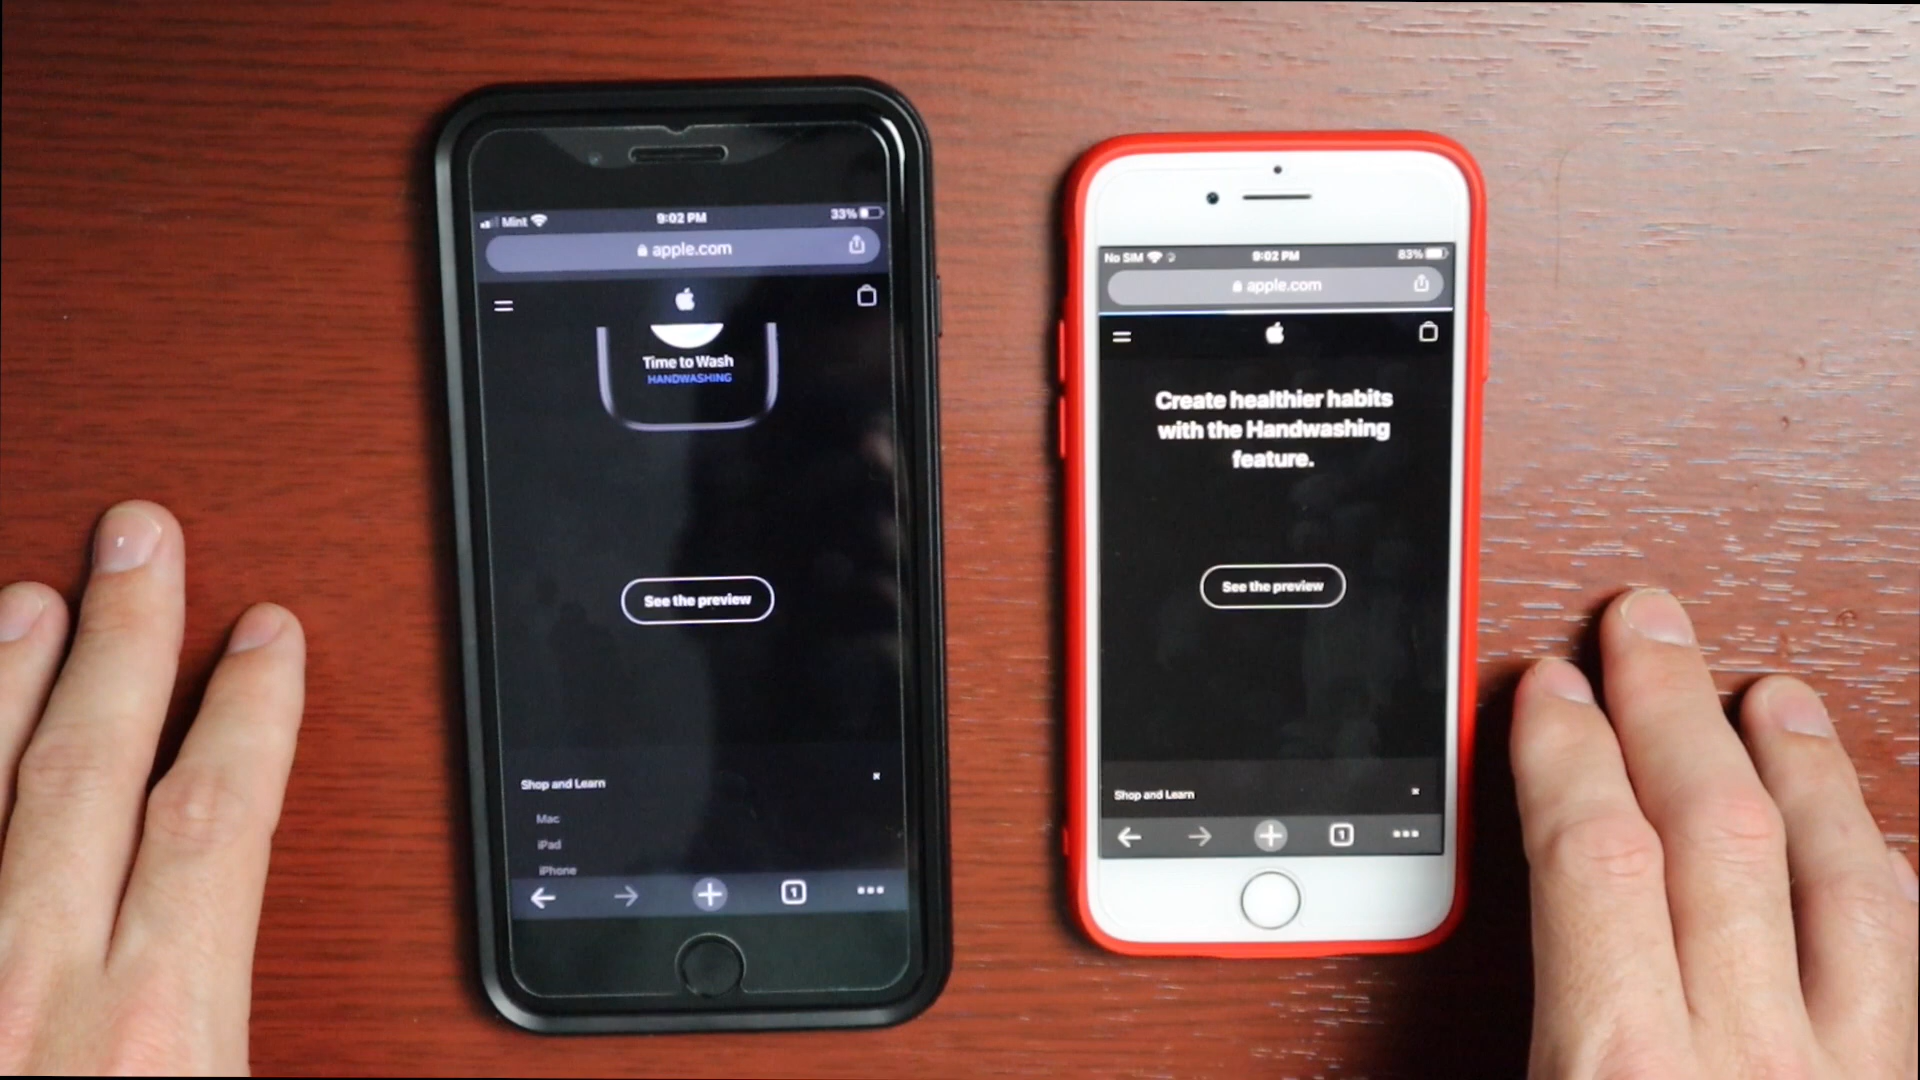 Mint 9:02 PM 33%
apple.com
Time to Wash
HANDWASHING
See the preview
Shop and Learn
Mac
iPad
iPhone
1
No SIM 9:02 PM 83%
apple.com
Create healthier habits
with the Handwashing
feature.
See the preview
Shop and Learn
1